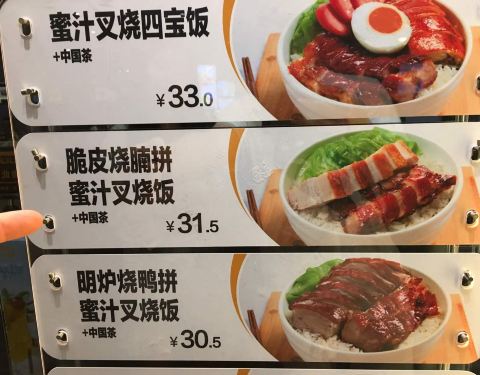 蜜汁叉烧四宝饭
+中国茶
¥33.0
脆皮烧腩拼
蜜汁叉烧饭
+中国茶
¥31.5
明炉烧鸭拼
蜜汁叉烧饭
+中国茶
¥30.5